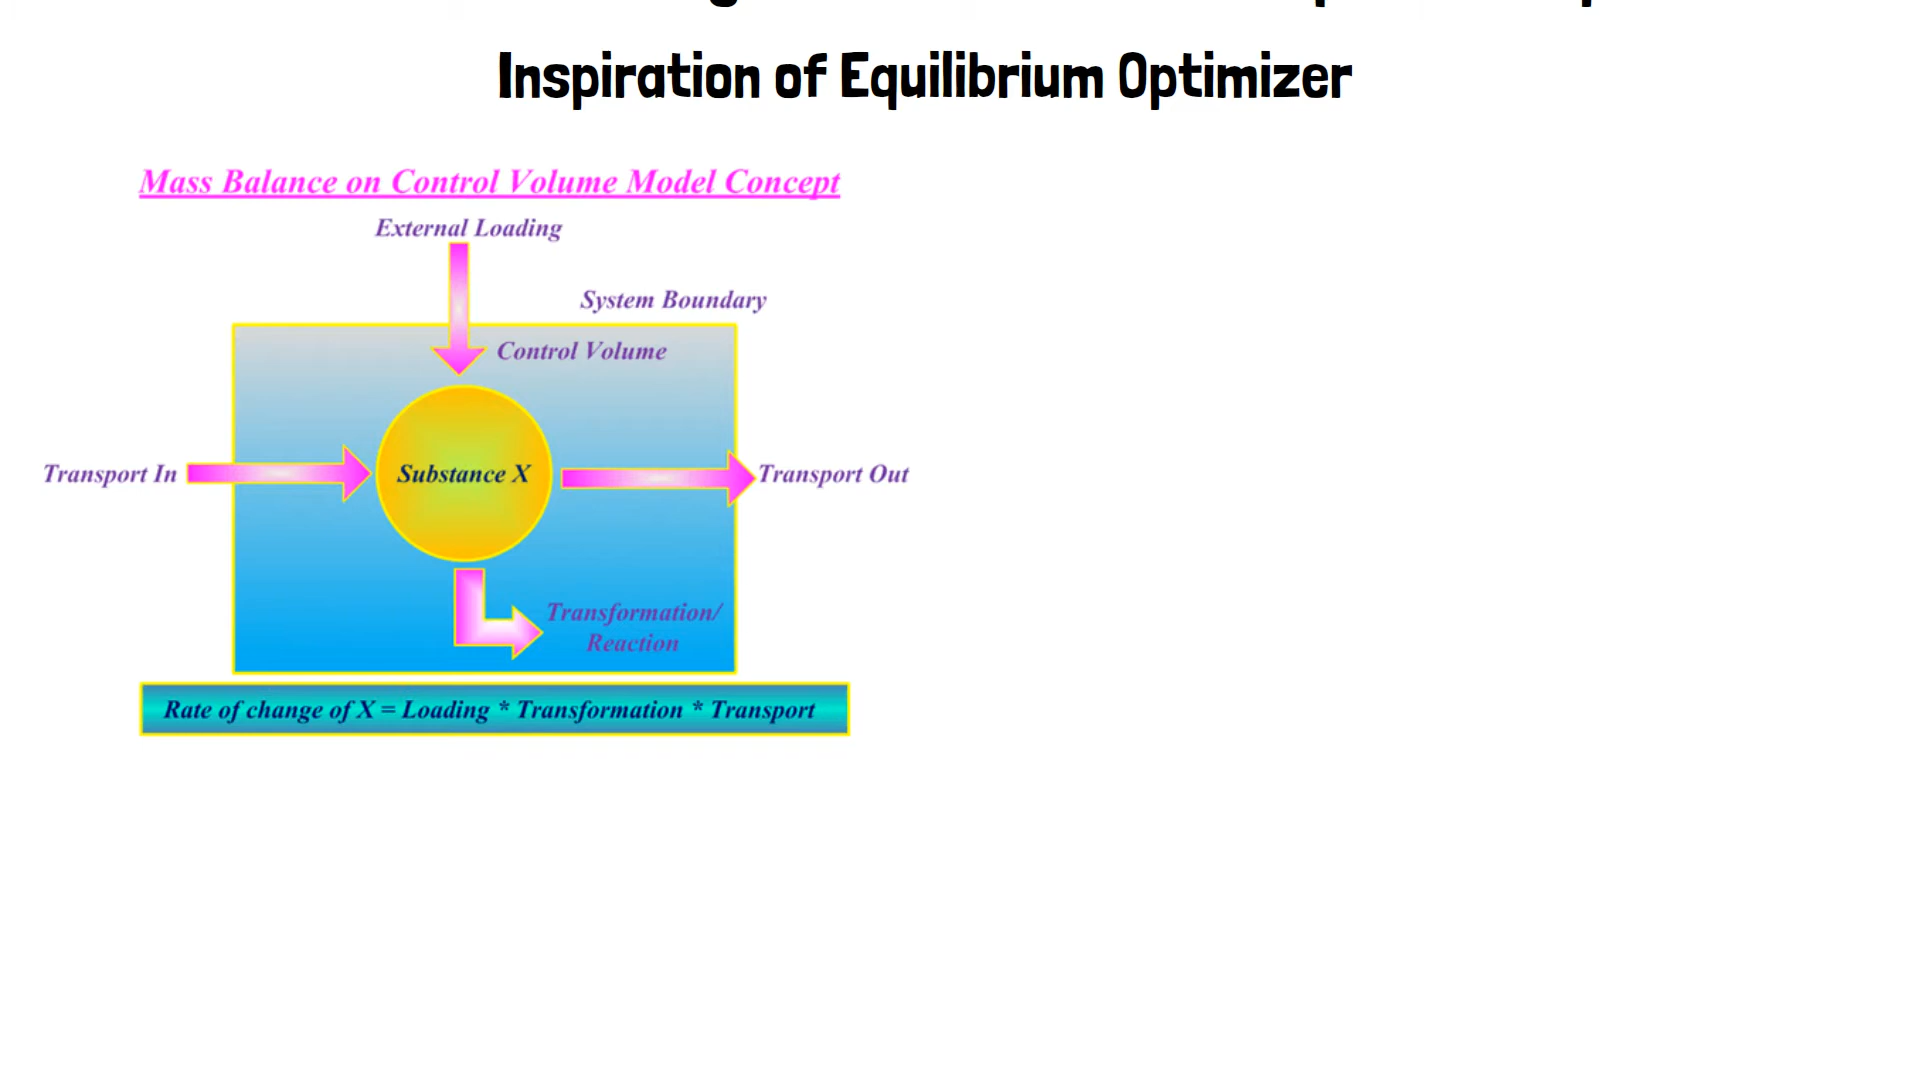 Inspiration of Equilibrium Optimizer
Mass Balance on Control Volume Model Concept
External Loading
System Boundary
Control Volume
Transport In
Substance X
Transport Out
Transformation/
Reaction
Rate of change of X = Loading * Transformation * Transport